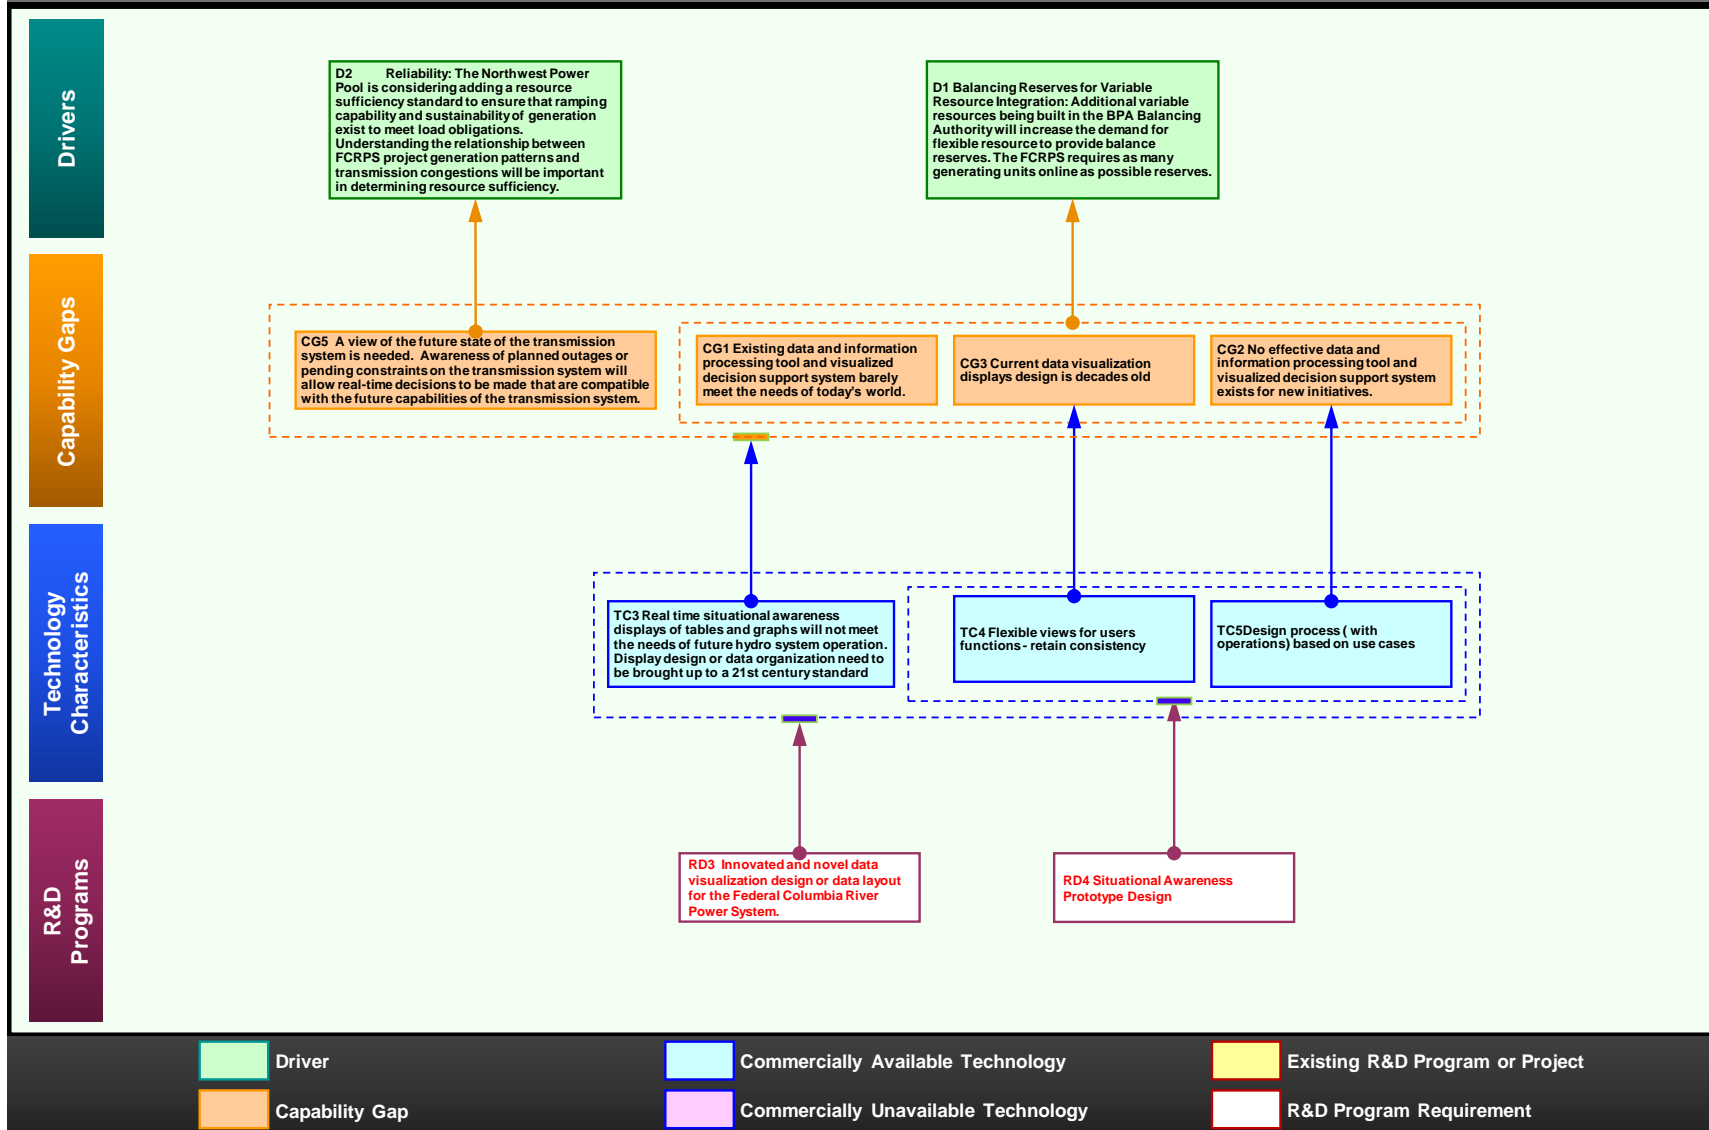 Drivers
D2 Reliability: The Northwest Power
Pool is considering adding a resource
sufficiency standard to ensure that ramping
capability and sustainability of generation
exist to meet load obligations.
Understanding the relationship between
FCRPS project generation patterns and
transmission congestions will be important
in determining resource sufficiency.
D1 Balancing Reserves for Variable
Resource Integration: Additional variable
resources being built in the BPA Balancing
Authority will increase the demand for
flexible resource to provide balance
reserves. The FCRPS requires as many
generating units online as possible reserves.
Capability Gaps
CG5 A view of the future state of the transmission
system is needed. Awareness of planned outages or
pending constraints on the transmission system will
allow real-time decisions to be made that are compatible
with the future capabilities of the transmission system.
CG1 Existing data and information
processing tool and visualized
decision support system barely
meet the needs of today's world.
CG3 Current data visualization
displays design is decades old
CG2 No effective data and
information processing tool and
visualized decision support system
exists for new initiatives.
Technology
Characteristics
TC3 Real time situational awareness
displays of tables and graphs will not meet
the needs of future hydro system operation.
Display design or data organization need to
be brought up to a 21st century standard
TC4 Flexible views for users
functions - retain consistency
TC5Design process ( with
operations) based on use cases
R&D
Programs
RD3 Innovated and novel data
visualization design or data layout
for the Federal Columbia River
Power System.
RD4 Situational Awareness
Prototype Design
Driver
Commercially Available Technology
Existing R&D Program or Project
Capability Gap
Commercially Unavailable Technology
R&D Program Requirement